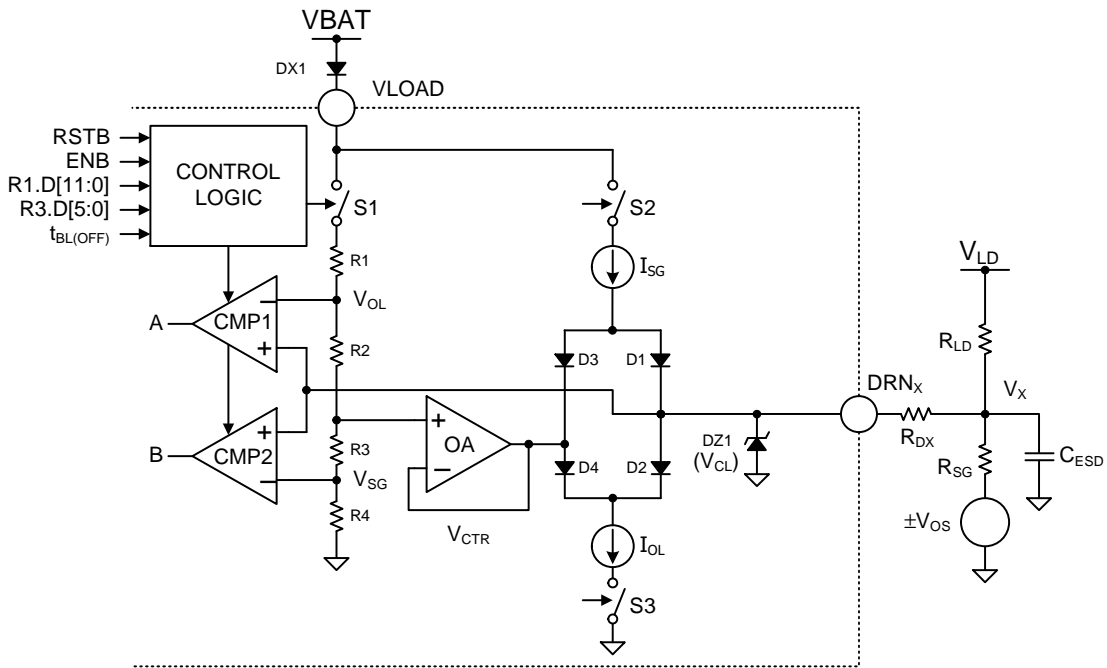 VBAT
DX1
VLOAD
RSTB
ENB
R1.D[11:0]
R3.D[5:0]
tBL(OFF)
CONTROL
LOGIC
S1
S2
R1
ISG
VLD
VOL
A
CMP1
−
+
R2
D3
D1
RLD
DRNX
VX
RDX
B
CMP2
+
−
R3
VSG
R4
+
OA
−
VCTR
D4
D2
DZ1
(VCL)
RSG
CESD
±VOS
IOL
S3